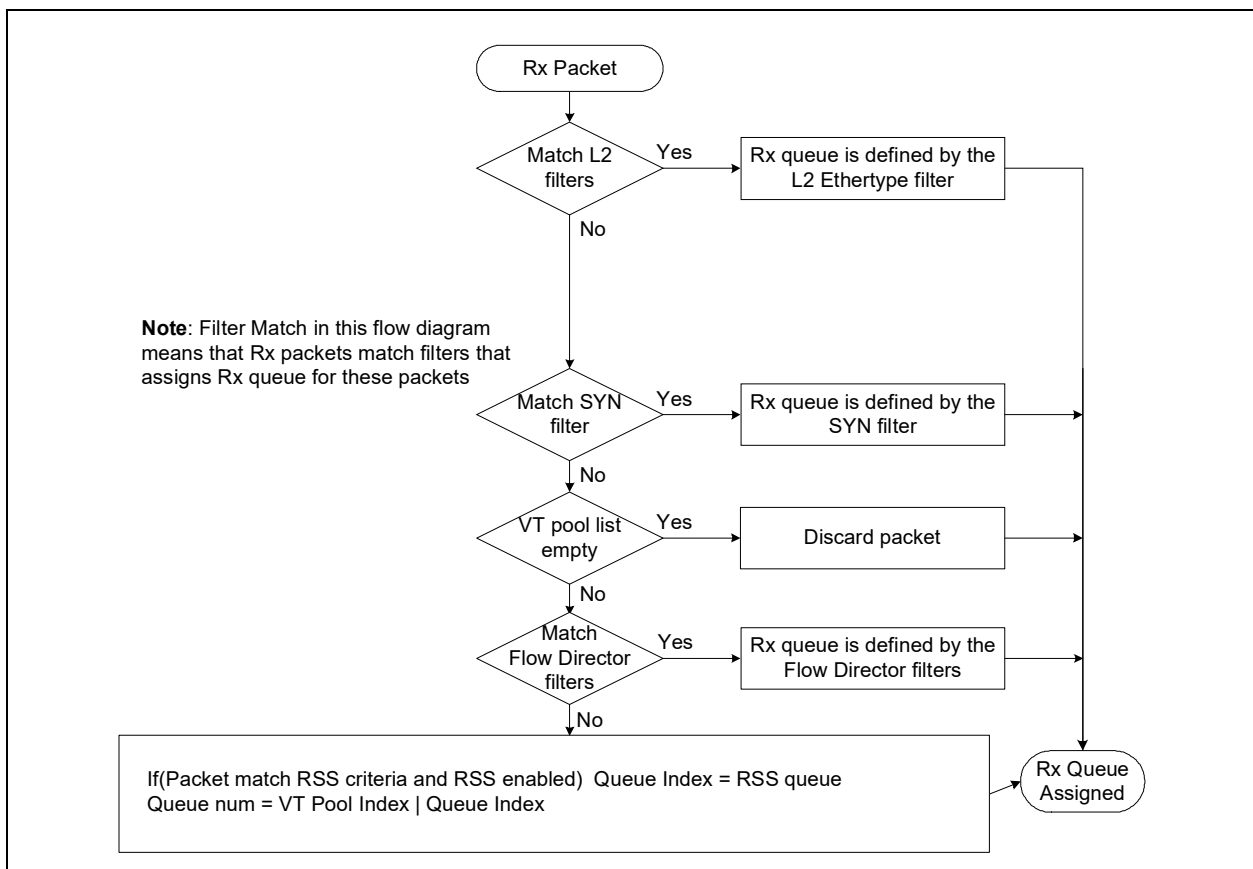 Rx Packet
Match L2
filters
Yes
Rx queue is defined by the
L2 Ethertype filter
No
Note: Filter Match in this flow diagram
means that Rx packets match filters that
assigns Rx queue for these packets
Match SYN
filter
Yes
Rx queue is defined by the
SYN filter
No
VT pool list
empty
Yes
Discard packet
No
Match
Flow Director
filters
Yes
Rx queue is defined by the
Flow Director filters
No
If(Packet match RSS criteria and RSS enabled)  Queue Index = RSS queue
Queue num = VT Pool Index | Queue Index
Rx Queue
Assigned